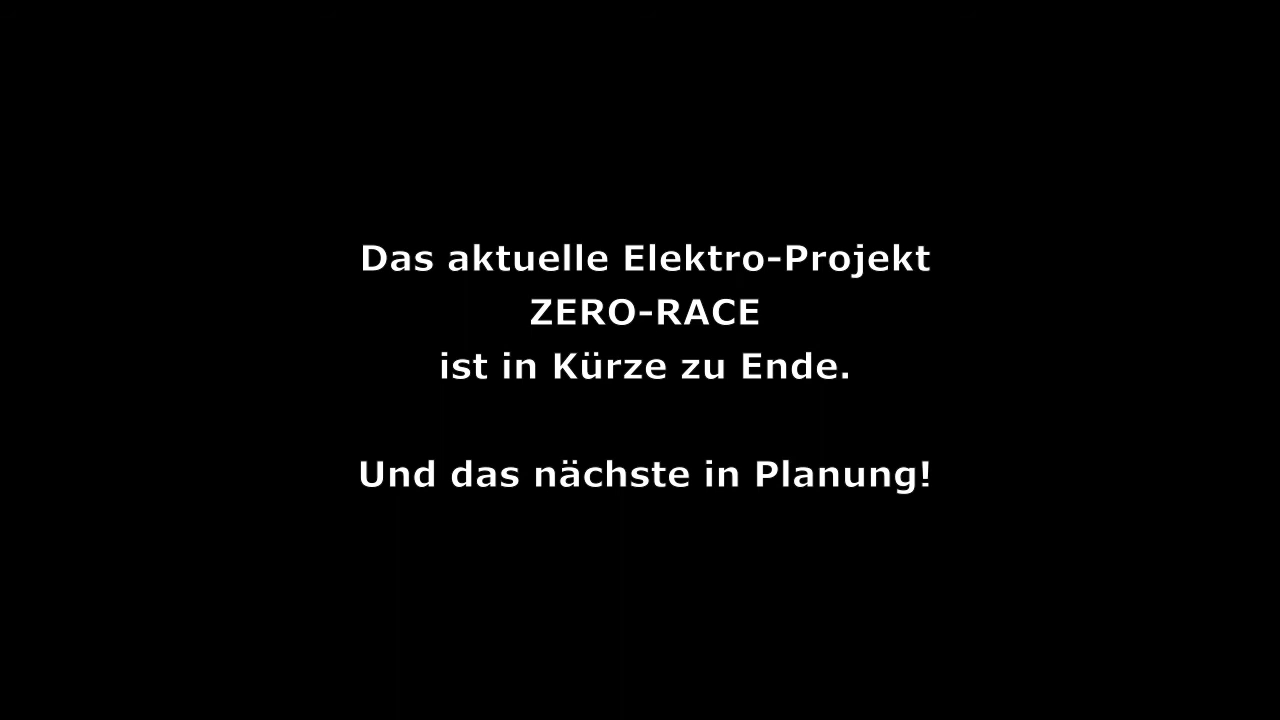 Das aktuelle Elektro-Projekt
ZERO-RACE
ist in Kürze zu Ende.
Und das nächste in Planung!